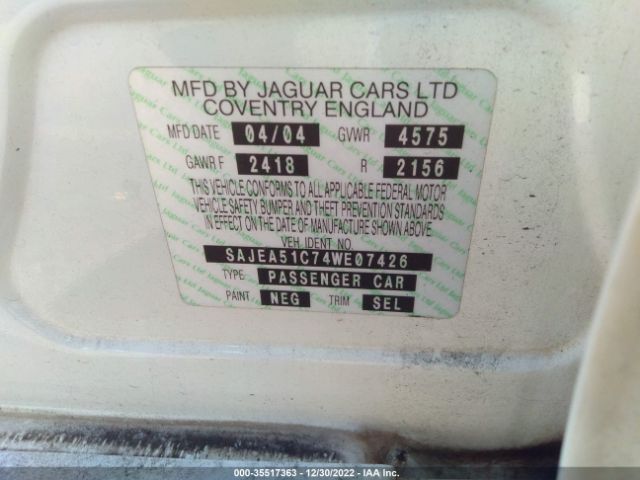 MFD BY JAGUAR CARS LTD
COVENTRY ENGLAND
MFD DATE 04/04 GVWR 4575
GAWR F 2418 R 2156
THIS VEHICLE CONFORMS TO ALL APPLICABLE FEDERAL MOTOR
VEHICLE SAFETY BUMPER AND THEFT PREVENTION STANDARDS
IN EFFECT ON THE DATE OF MANUFACTURE SHOWN ABOVE
VEH. IDENT NO.
SAJEA51C74WE07426
TYPE PASSENGER CAR
PAINT NEG TRIM SEL
000-35517363 - 12/30/2022 - IAA Inc.